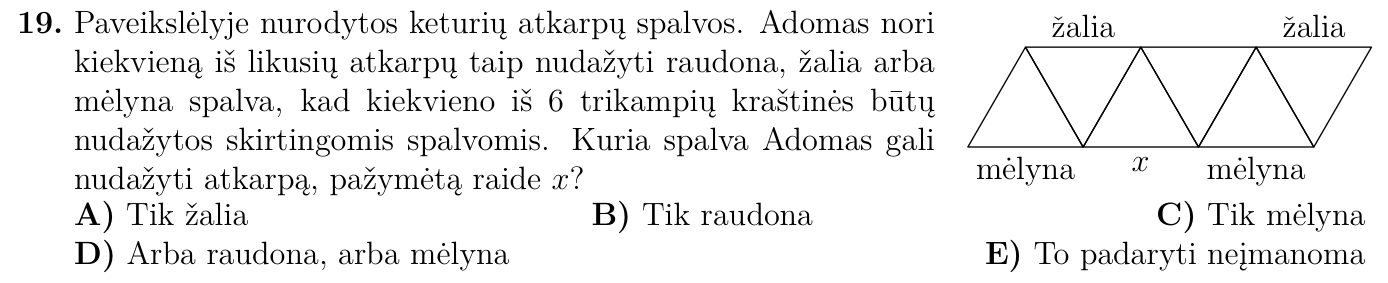 19. Paveikslėlyje nurodytos keturių atkarpų spalvos. Adomas nori
kiekvieną iš likusių atkarpų taip nudažyti raudona, žalia arba
mėlyna spalva, kad kiekvieno iš 6 trikampių kraštinės būtų
nudažytos skirtingomis spalvomis. Kuria spalva Adomas gali
nudažyti atkarpą, pažymėtą raide x?
A) Tik žalia B) Tik raudona C) Tik mėlyna
D) Arba raudona, arba mėlyna E) To padaryti neįmanoma
žalia žalia
mėlyna x mėlyna